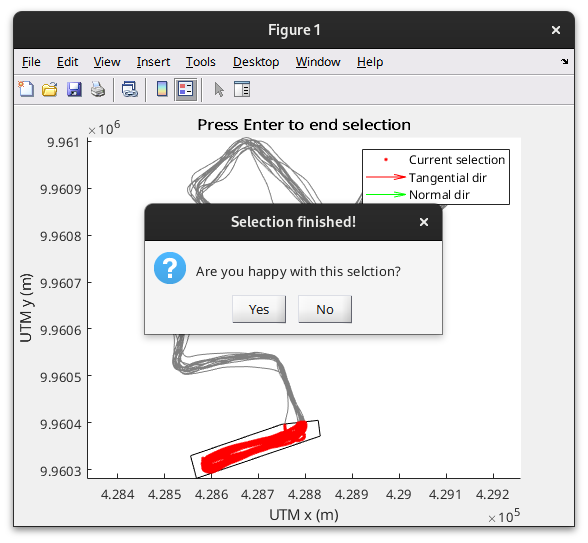 Figure 1
File Edit View Insert Tools Desktop Window Help
Press Enter to end selection
×10^6
9.961
9.9609
9.9608
9.9607
9.9606
9.9605
9.9604
9.9603
UTM y (m)
Current selection
Tangential dir
Normal dir
Selection finished!
Are you happy with this selction?
Yes No
4.284 4.285 4.286 4.287 4.288 4.289 4.29 4.291 4.292
UTM x (m)
×10^5